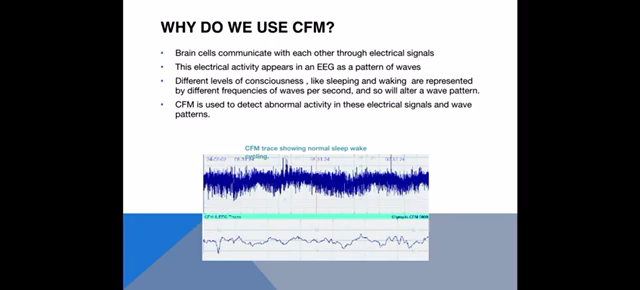 WHY DO WE USE CFM?
• Brain cells communicate with each other through electrical signals
• This electrical activity appears in an EEG as a pattern of waves
• Different levels of consciousness , like sleeping and waking are represented
by different frequencies of waves per second, and so will alter a wave pattern.
• CFM is used to detect abnormal activity in these electrical signals and wave
patterns.
CFM trace showing normal sleep wake
cycling.